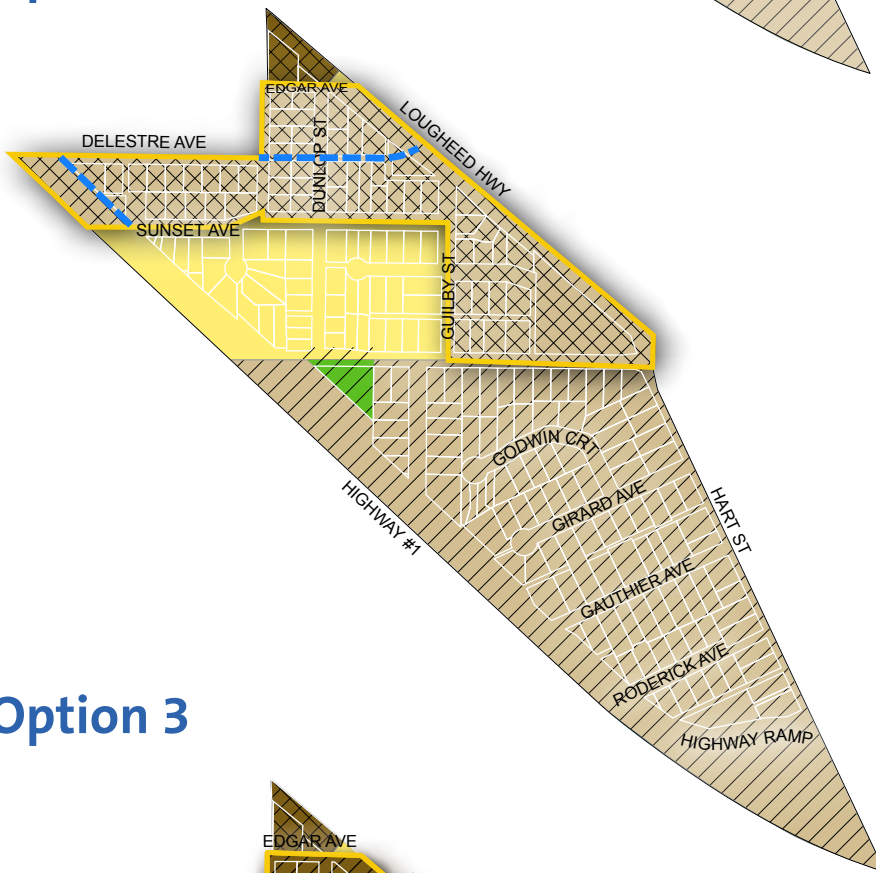 EDGAR AVE
LOUGHEED HWY
DELESTRE AVE
DUNLOP ST
SUNSET AVE
GUILBY ST
GODWIN CRT
HIGHWAY #1
GIRARD AVE
HART ST
GAUTHIER AVE
RODERICK AVE
HIGHWAY RAMP
Option 3
EDGAR AVE